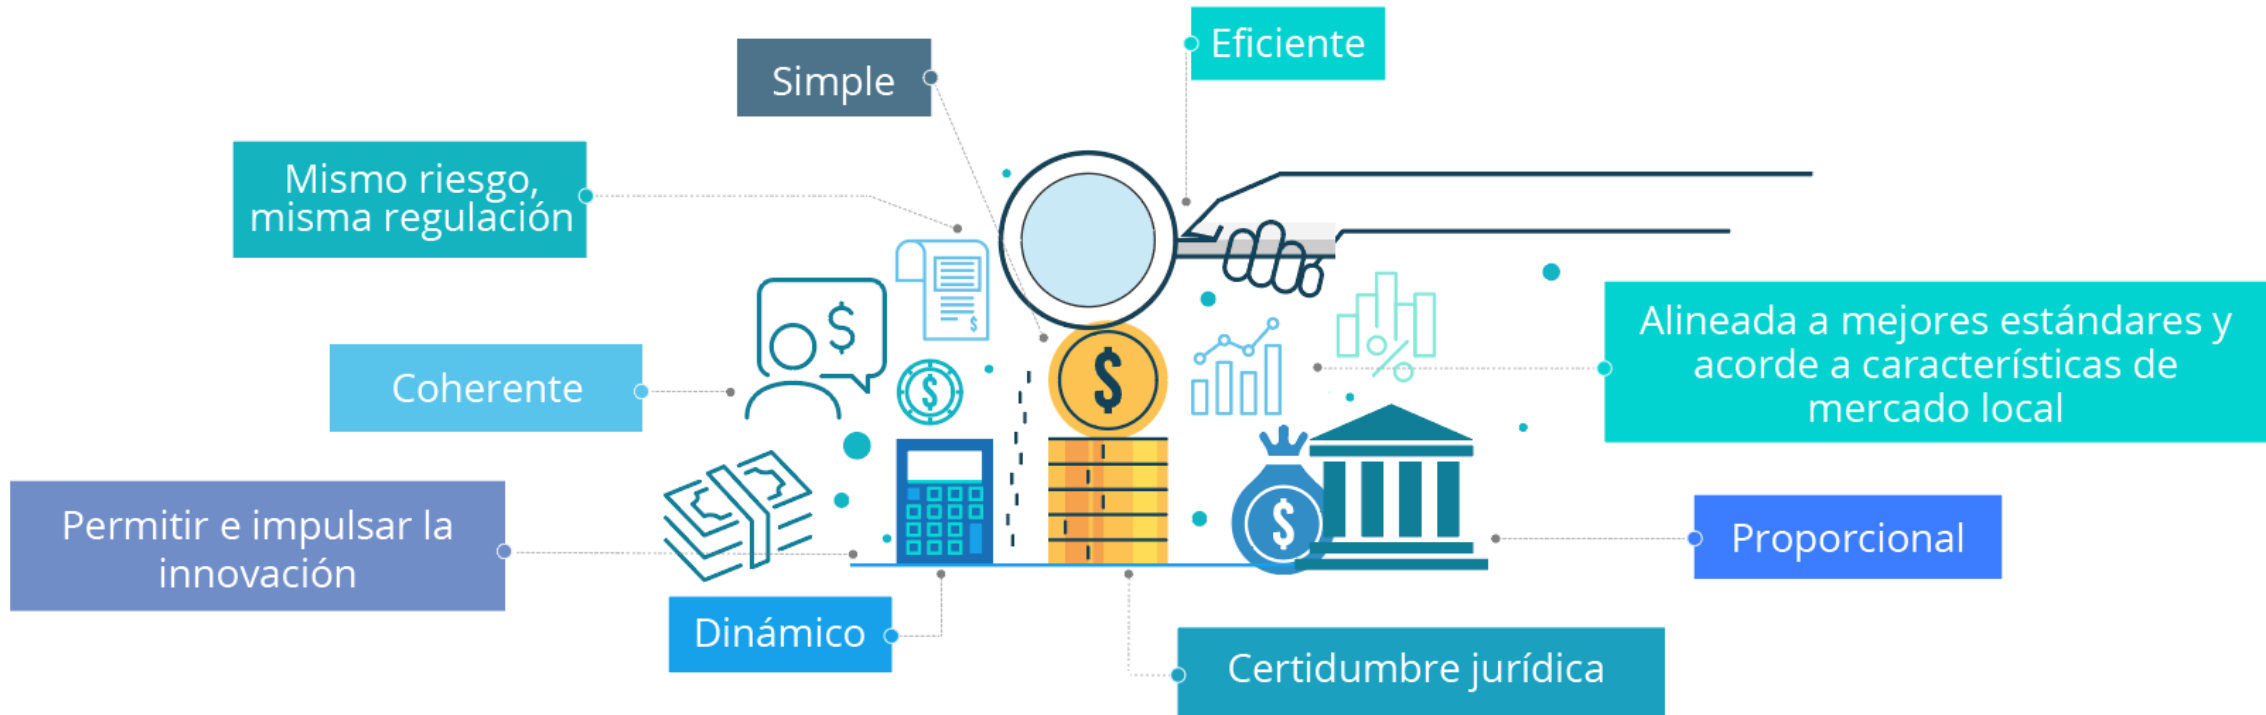 Eficiente
Simple
Mismo riesgo,
misma regulación
Alineada a mejores estándares y
acorde a características de
mercado local
Coherente
Permitir e impulsar la
innovación
Proporcional
Dinámico
Certidumbre jurídica
$
$
$
$
$
%